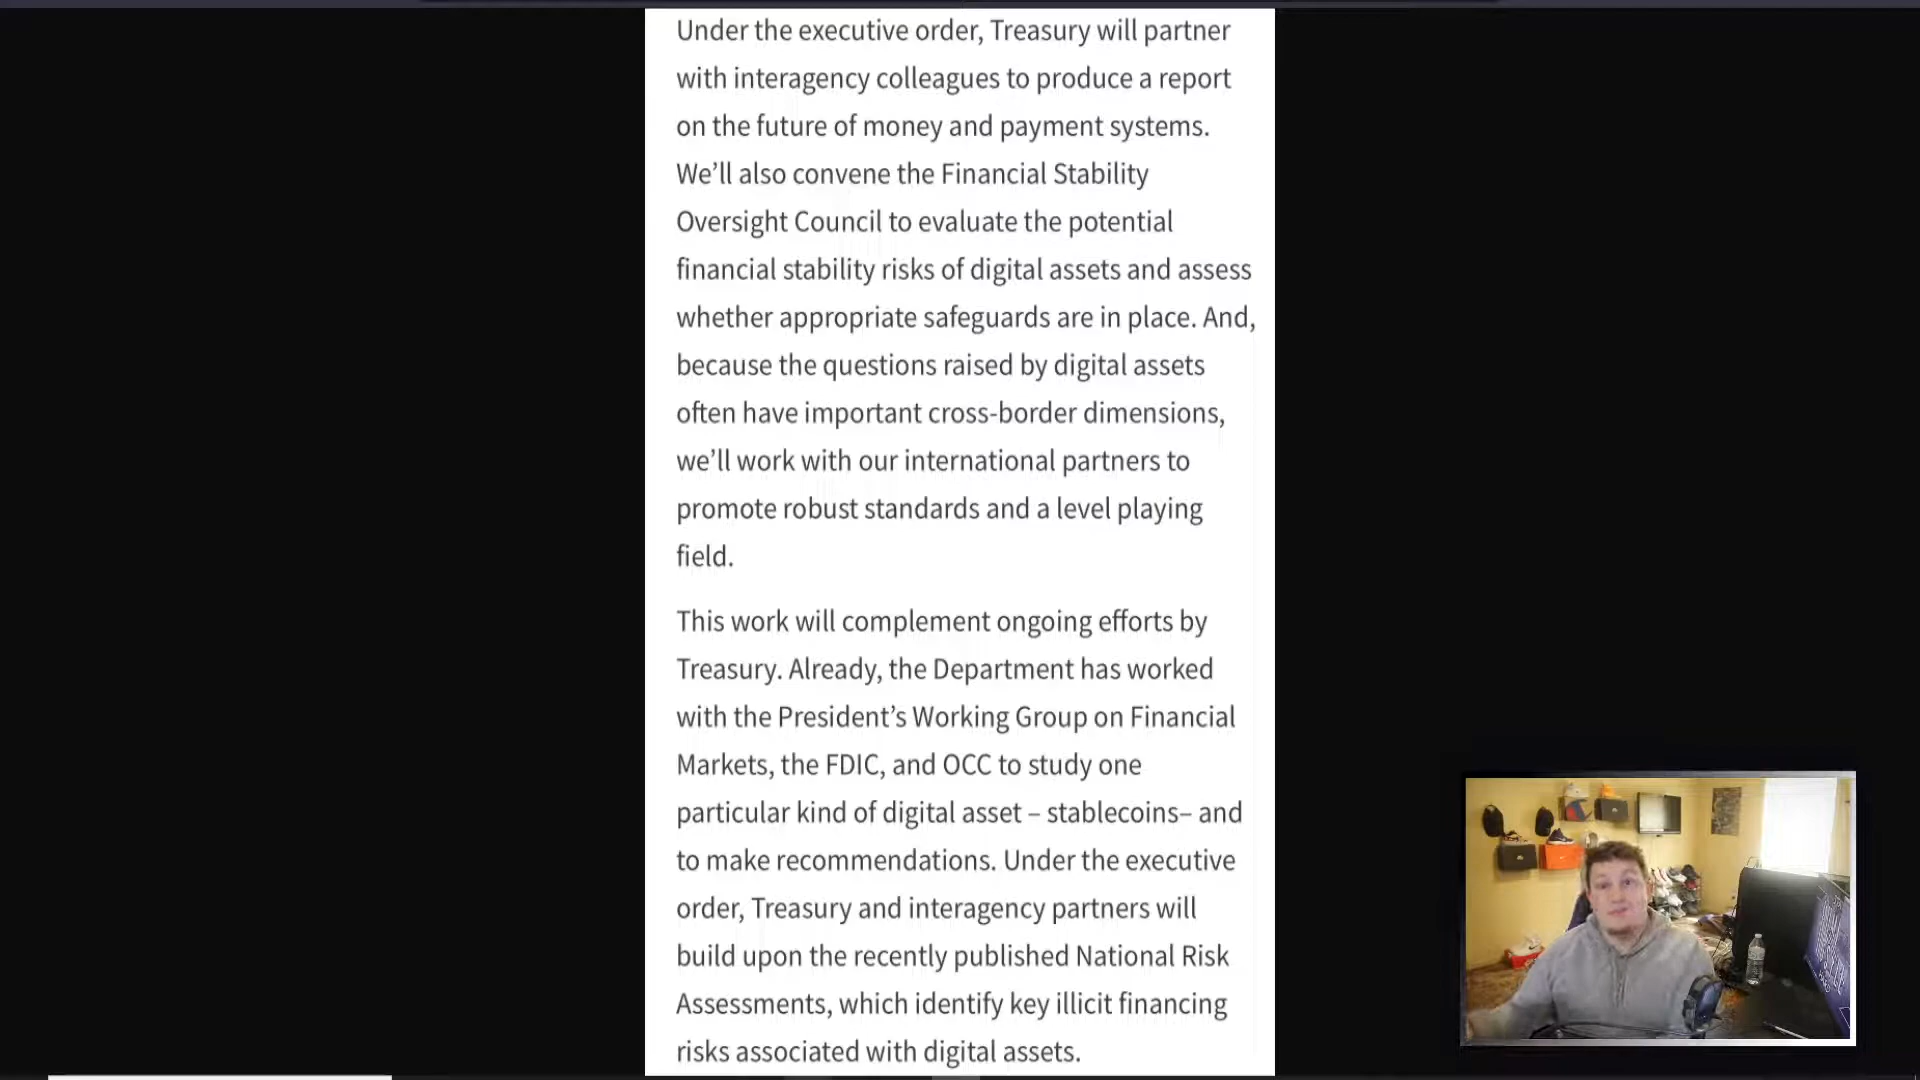 Under the executive order, Treasury will partner
with interagency colleagues to produce a report
on the future of money and payment systems.
We’ll also convene the Financial Stability
Oversight Council to evaluate the potential
financial stability risks of digital assets and assess
whether appropriate safeguards are in place. And,
because the questions raised by digital assets
often have important cross-border dimensions,
we’ll work with our international partners to
promote robust standards and a level playing
field.
This work will complement ongoing efforts by
Treasury. Already, the Department has worked
with the President’s Working Group on Financial
Markets, the FDIC, and OCC to study one
particular kind of digital asset – stablecoins– and
to make recommendations. Under the executive
order, Treasury and interagency partners will
build upon the recently published National Risk
Assessments, which identify key illicit financing
risks associated with digital assets.